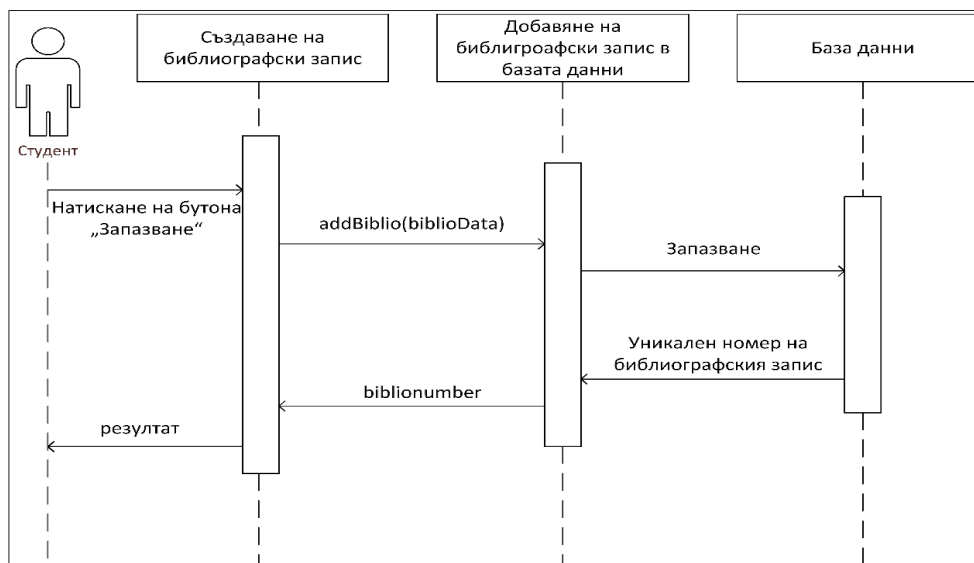 Създаване на
библиографски запис
Добавяне на
библигроафски запис в
базата данни
База данни
Студент
Натискане на бутона
„Запазване“
addBiblio(biblioData)
Запазване
Уникален номер на
библиографския запис
biblionumber
резултат